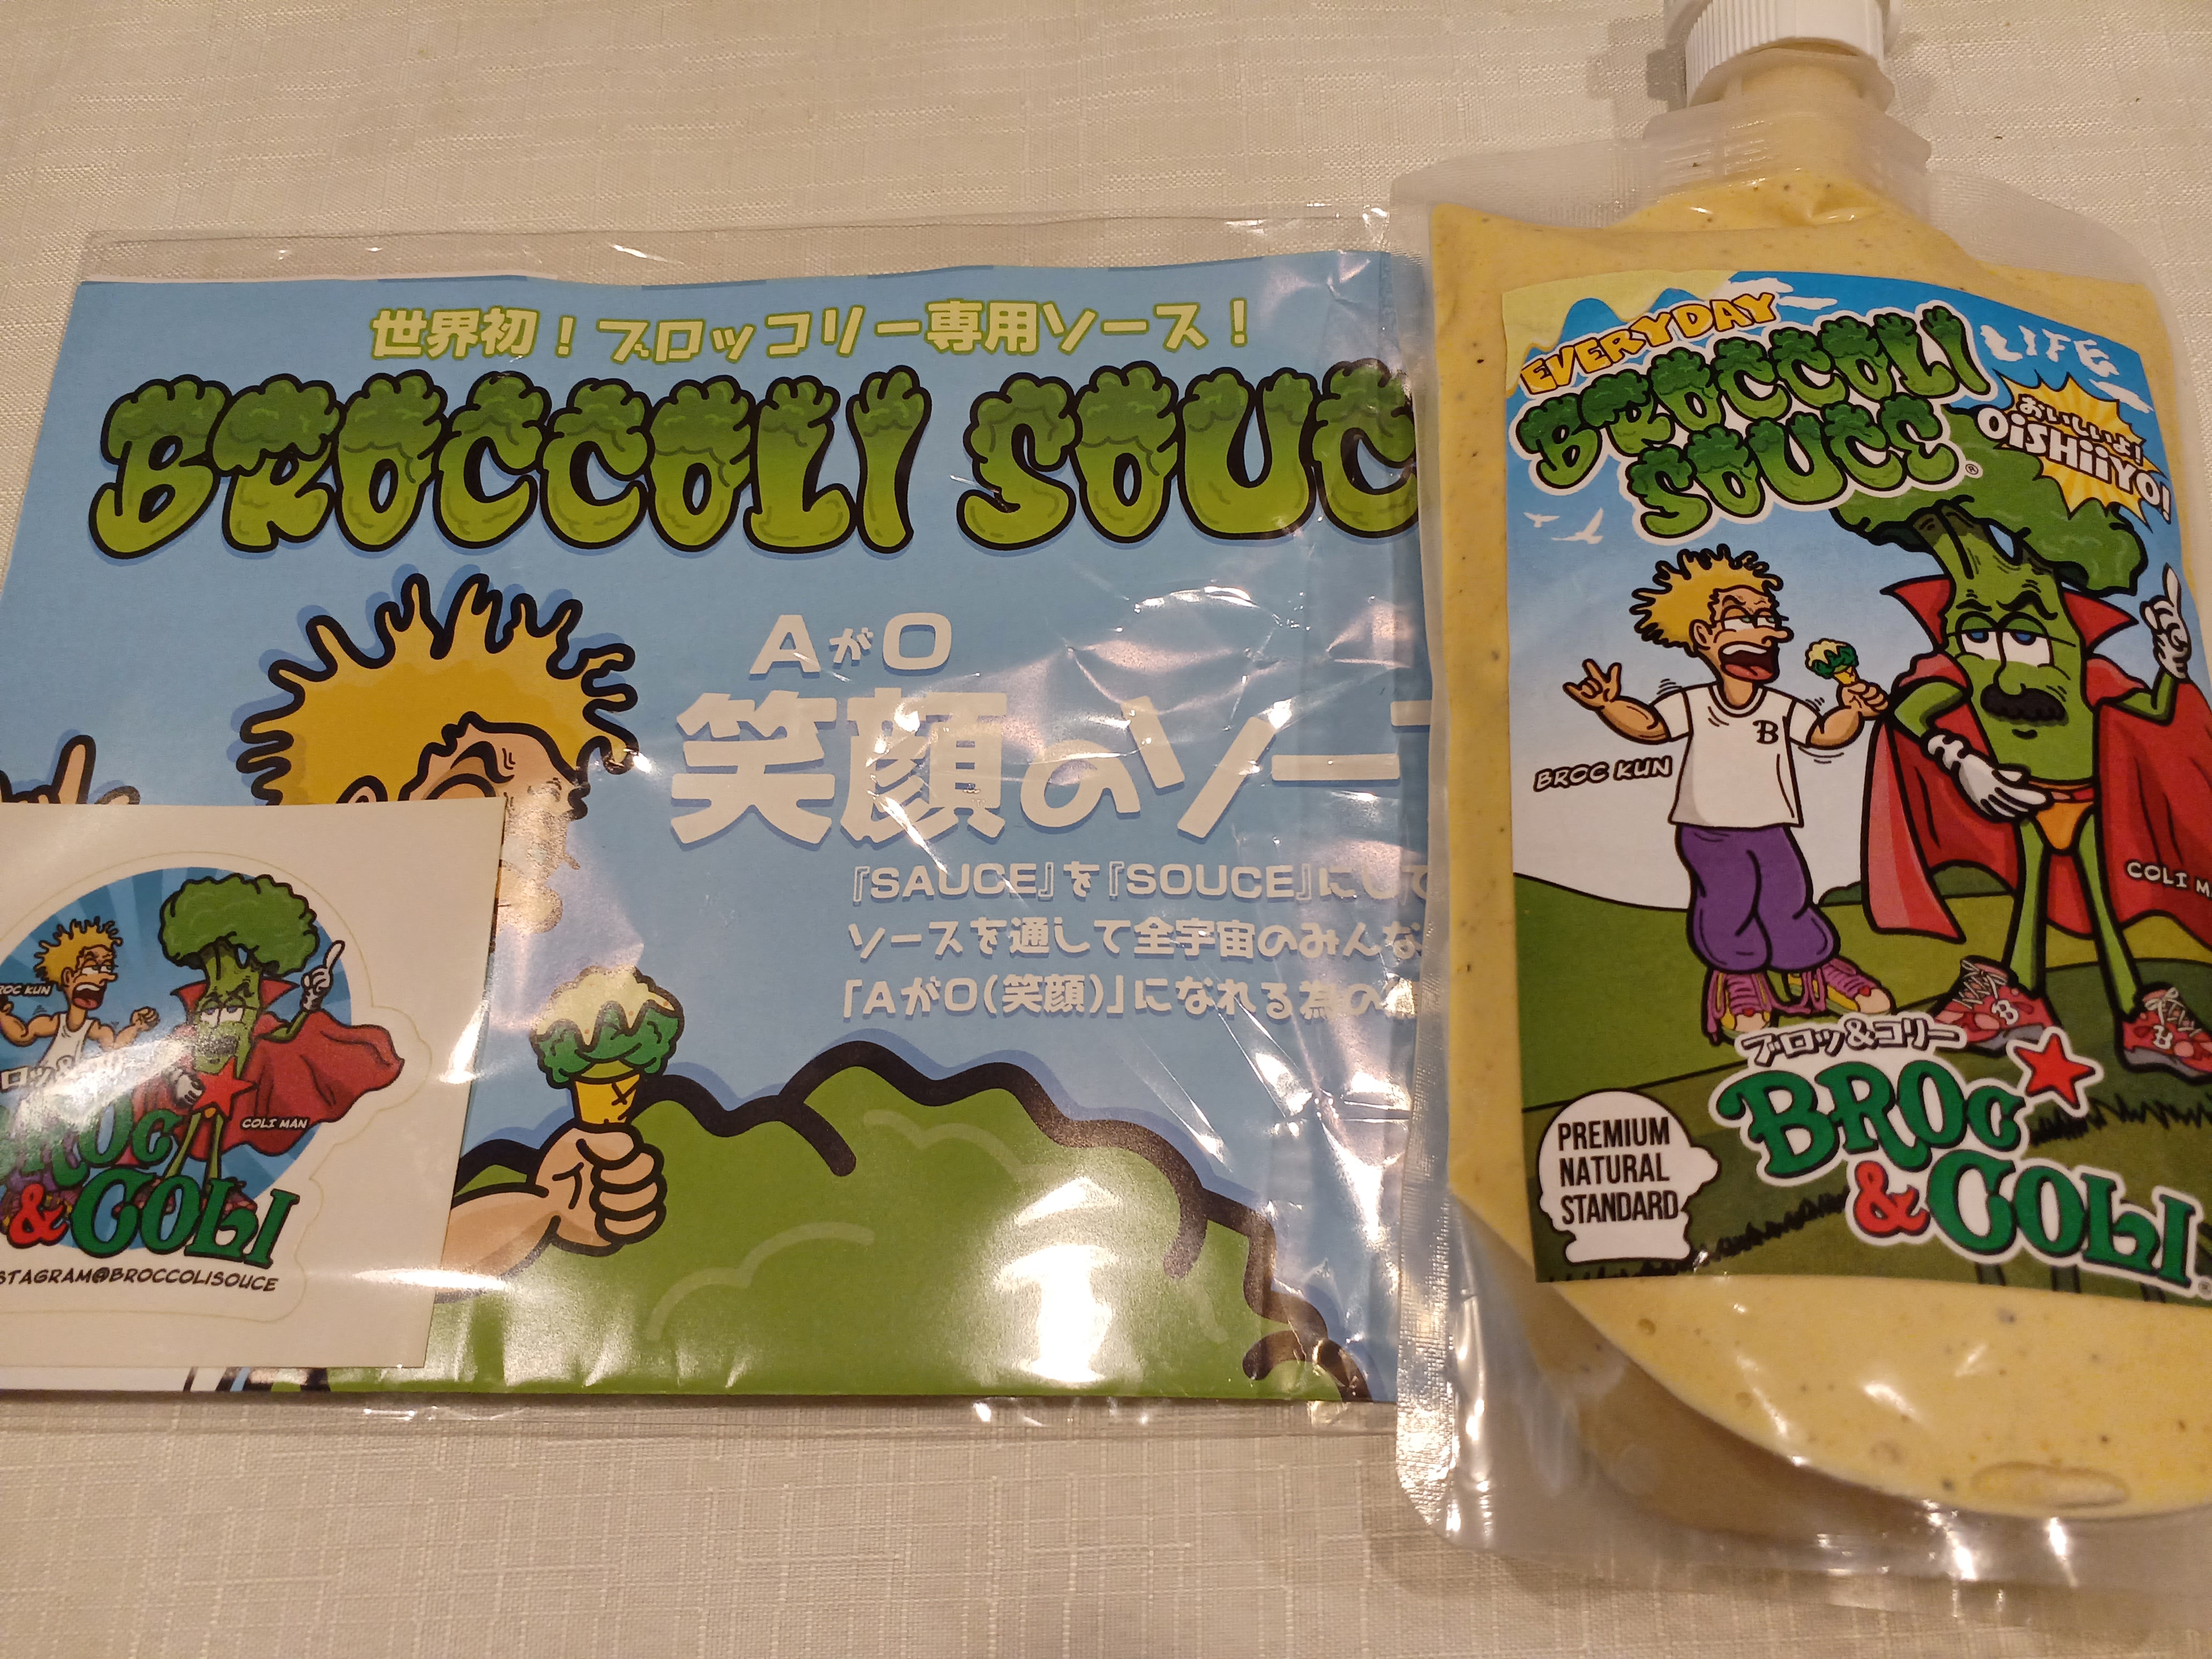 世界初！ブロッコリー専用ソース！
BROCCOLI SOUC
AがO
笑顔のソー
『SAUCE』を『SOUCE』にして
ソースを通して全宇宙のみんな
「AがO(笑顔)」になれる為の
BROC KUN
COLI MAN
BROC
& COLI
STAGRAM@BROCCOLISOUCE
EVERYDAY
BROCCOLI
SOUCE®
LIFE
おいしいよ!
OiSHiiYO!
B
BROC KUN
COLI M
B
B
ブロッ&コリー
BROC
& COLI®
PREMIUM
NATURAL
STANDARD